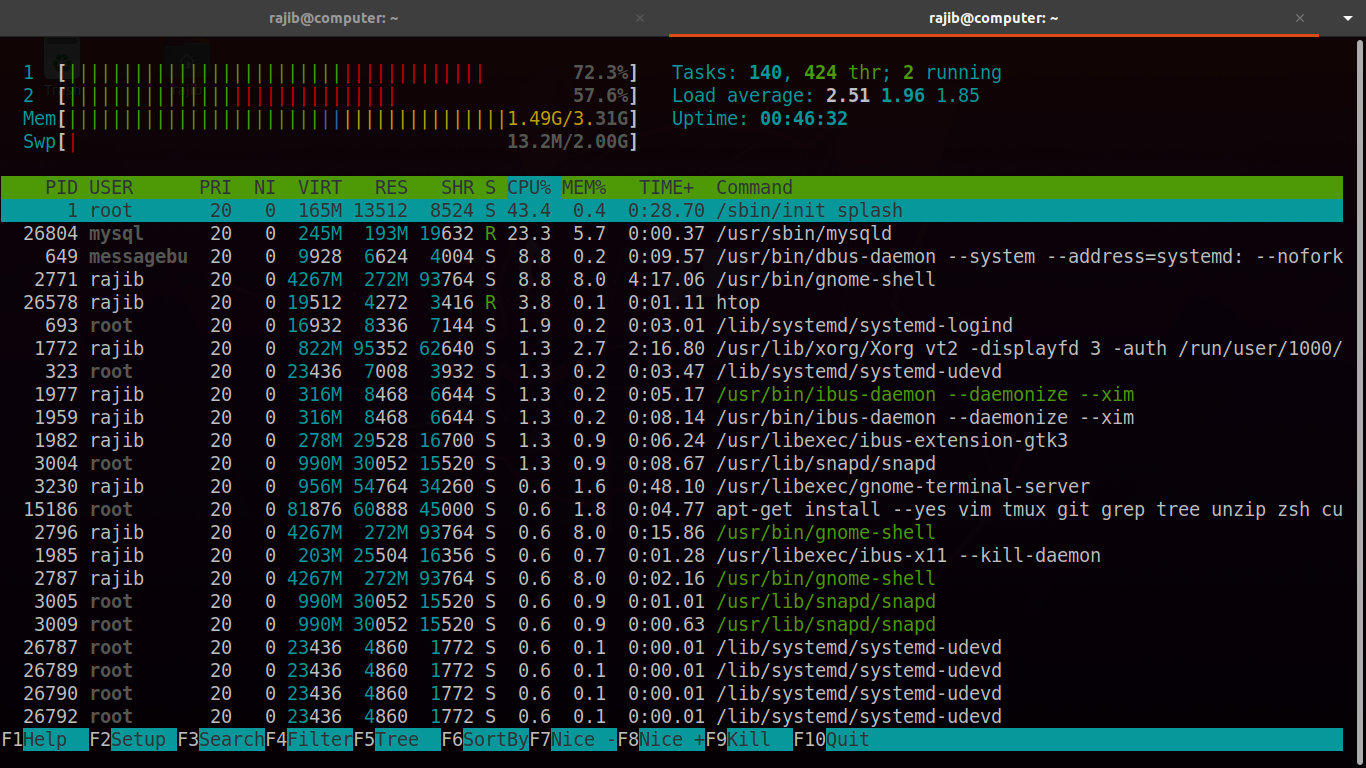 rajib@computer: ~ × rajib@computer: ~ ×
1 [|||||||||||||||||||||||||||||||||||||| 72.3%] Tasks: 140, 424 thr; 2 running
2 [|||||||||||||||||||||||||||||| 57.6%] Load average: 2.51 1.96 1.85
Mem[||||||||||||||||||||||||||||||||||||||||1.49G/3.31G] Uptime: 00:46:32
Swp[| 13.2M/2.00G]
PID USER PRI NI VIRT RES SHR S CPU% MEM% TIME+ Command
1 root 20 0 165M 13512 8524 S 43.4 0.4 0:28.70 /sbin/init splash
26804 mysql 20 0 245M 193M 19632 R 23.3 5.7 0:00.37 /usr/sbin/mysqld
649 messagebu 20 0 9928 6624 4004 S 8.8 0.2 0:09.57 /usr/bin/dbus-daemon --system --address=systemd: --nofork
2771 rajib 20 0 4267M 272M 93764 S 8.8 8.0 4:17.06 /usr/bin/gnome-shell
26578 rajib 20 0 19512 4272 3416 R 3.8 0.1 0:01.11 htop
693 root 20 0 16932 8336 7144 S 1.9 0.2 0:03.01 /lib/systemd/systemd-logind
1772 rajib 20 0 822M 95352 62640 S 1.3 2.7 2:16.80 /usr/lib/xorg/Xorg vt2 -displayfd 3 -auth /run/user/1000/
323 root 20 0 23436 7008 3932 S 1.3 0.2 0:03.47 /lib/systemd/systemd-udevd
1977 rajib 20 0 316M 8468 6644 S 1.3 0.2 0:05.17 /usr/bin/ibus-daemon --daemonize --xim
1959 rajib 20 0 316M 8468 6644 S 1.3 0.2 0:08.14 /usr/bin/ibus-daemon --daemonize --xim
1982 rajib 20 0 278M 29528 16700 S 1.3 0.9 0:06.24 /usr/libexec/ibus-extension-gtk3
3004 root 20 0 990M 30052 15520 S 1.3 0.9 0:08.67 /usr/lib/snapd/snapd
3230 rajib 20 0 956M 54764 34260 S 0.6 1.6 0:48.10 /usr/libexec/gnome-terminal-server
15186 root 20 0 81876 60888 45000 S 0.6 1.8 0:04.77 apt-get install --yes vim tmux git grep tree unzip zsh cu
2796 rajib 20 0 4267M 272M 93764 S 0.6 8.0 0:15.86 /usr/bin/gnome-shell
1985 rajib 20 0 203M 25504 16356 S 0.6 0.7 0:01.28 /usr/libexec/ibus-x11 --kill-daemon
2787 rajib 20 0 4267M 272M 93764 S 0.6 8.0 0:02.16 /usr/bin/gnome-shell
3005 root 20 0 990M 30052 15520 S 0.6 0.9 0:01.01 /usr/lib/snapd/snapd
3009 root 20 0 990M 30052 15520 S 0.6 0.9 0:00.63 /usr/lib/snapd/snapd
26787 root 20 0 23436 4860 1772 S 0.6 0.1 0:00.01 /lib/systemd/systemd-udevd
26789 root 20 0 23436 4860 1772 S 0.6 0.1 0:00.01 /lib/systemd/systemd-udevd
26790 root 20 0 23436 4860 1772 S 0.6 0.1 0:00.01 /lib/systemd/systemd-udevd
26792 root 20 0 23436 4860 1772 S 0.6 0.1 0:00.01 /lib/systemd/systemd-udevd
F1Help F2Setup F3SearchF4FilterF5Tree F6SortByF7Nice -F8Nice +F9Kill F10Quit